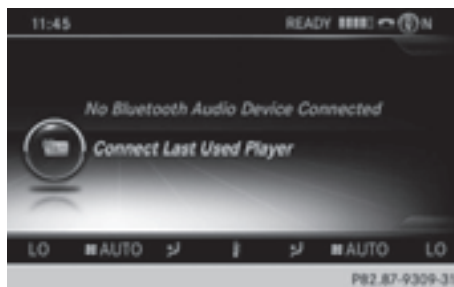 11:45 READY N
No Bluetooth Audio Device Connected
Connect Last Used Player
LO AUTO AUTO LO
P82.87-9309-31